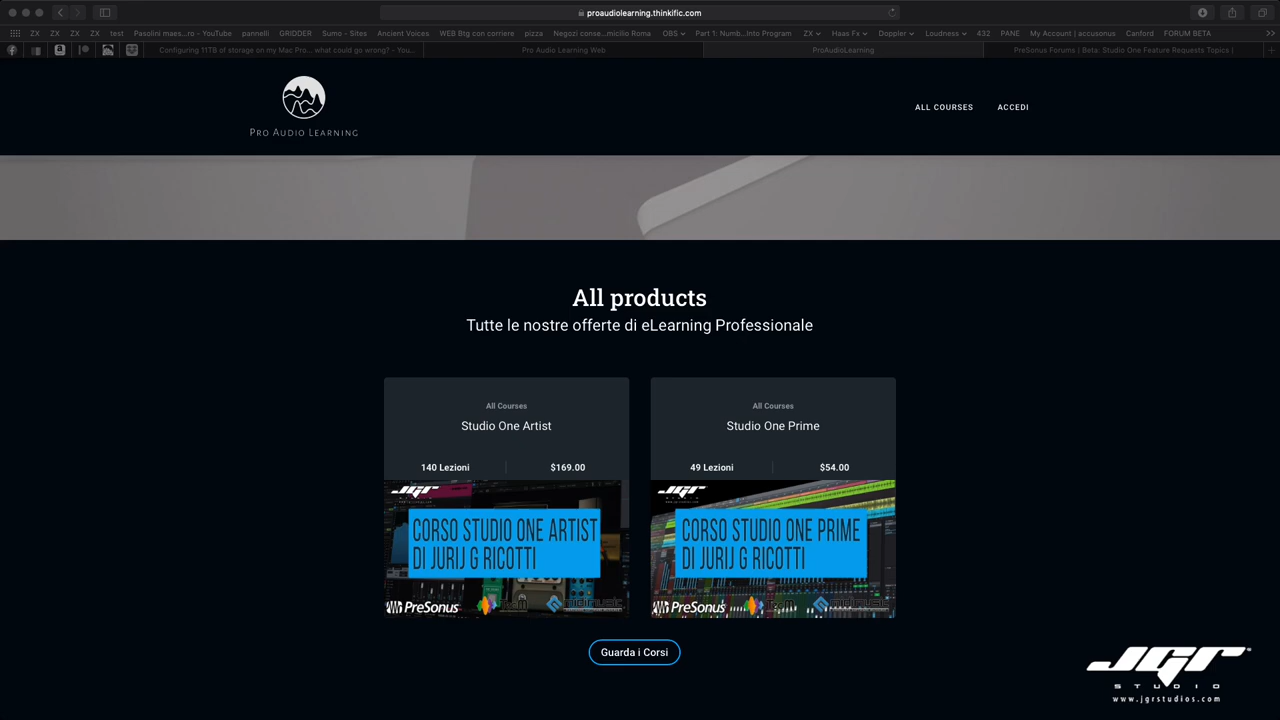 proaudiolearning.thinkific.com
ZX ZX ZX ZX test Pasolini maes...ro - YouTube pannelli GRIDDER Sumo - Sites Ancient Voices WEB Btg con corriere pizza Negozi conse...micilio Roma OBS Part 1: Numb...Into Program ZX Haas Fx Doppler Loudness 432 PANE My Account | accusonus Canford FORUM BETA
Configuring 11TB of storage on my Mac Pro... what could go wrong? - You... Pro Audio Learning Web ProAudioLearning PreSonus Forums | Beta: Studio One Feature Requests Topics |
PRO AUDIO LEARNING
ALL COURSES ACCEDI
All products
Tutte le nostre offerte di eLearning Professionale
All Courses
Studio One Artist
140 Lezioni $169.00
JGR
CORSO STUDIO ONE ARTIST
DI JURIJ G RICOTTI
PreSonus
All Courses
Studio One Prime
49 Lezioni $54.00
JGR
CORSO STUDIO ONE PRIME
DI JURIJ G RICOTTI
PreSonus
Guarda i Corsi
JGR
STUDIO
www.jgrstudios.com